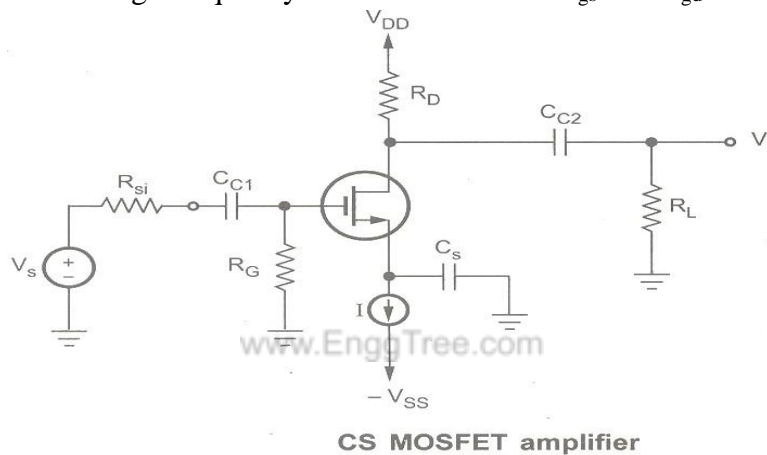 V_DD
R_D
C_C2
V
R_si
C_C1
R_L
V_s
+
−
R_G
C_s
I
www.EnggTree.com
− V_SS
CS MOSFET amplifier